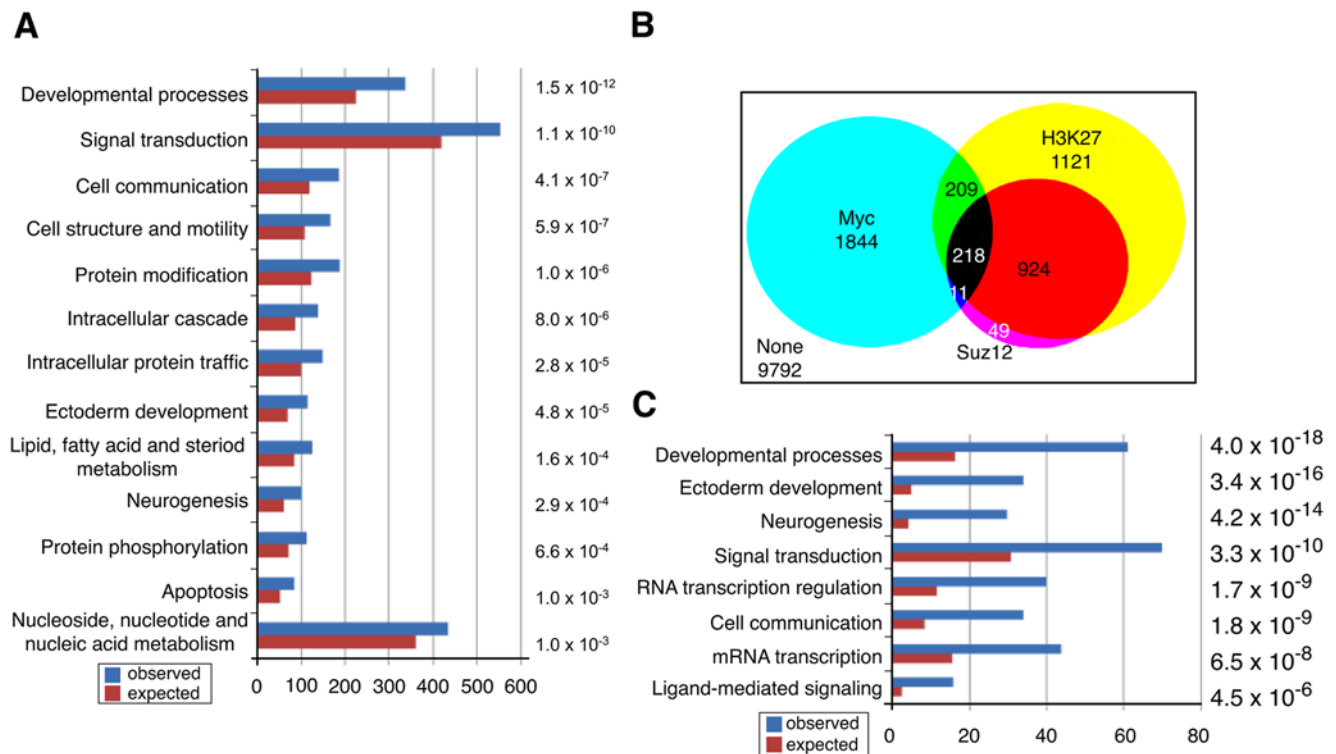 A
Developmental processes 1.5 x 10-12
Signal transduction 1.1 x 10-10
Cell communication 4.1 x 10-7
Cell structure and motility 5.9 x 10-7
Protein modification 1.0 x 10-6
Intracellular cascade 8.0 x 10-6
Intracellular protein traffic 2.8 x 10-5
Ectoderm development 4.8 x 10-5
Lipid, fatty acid and steriod
metabolism 1.6 x 10-4
Neurogenesis 2.9 x 10-4
Protein phosphorylation 6.6 x 10-4
Apoptosis 1.0 x 10-3
Nucleoside, nucleotide and
nucleic acid metabolism 1.0 x 10-3
observed
expected
0 100 200 300 400 500 600
B
H3K27
1121
209
Myc
1844
218
924
11
49
Suz12
None
9792
C
Developmental processes 4.0 x 10-18
Ectoderm development 3.4 x 10-16
Neurogenesis 4.2 x 10-14
Signal transduction 3.3 x 10-10
RNA transcription regulation 1.7 x 10-9
Cell communication 1.8 x 10-9
mRNA transcription 6.5 x 10-8
Ligand-mediated signaling 4.5 x 10-6
observed
expected
0 20 40 60 80